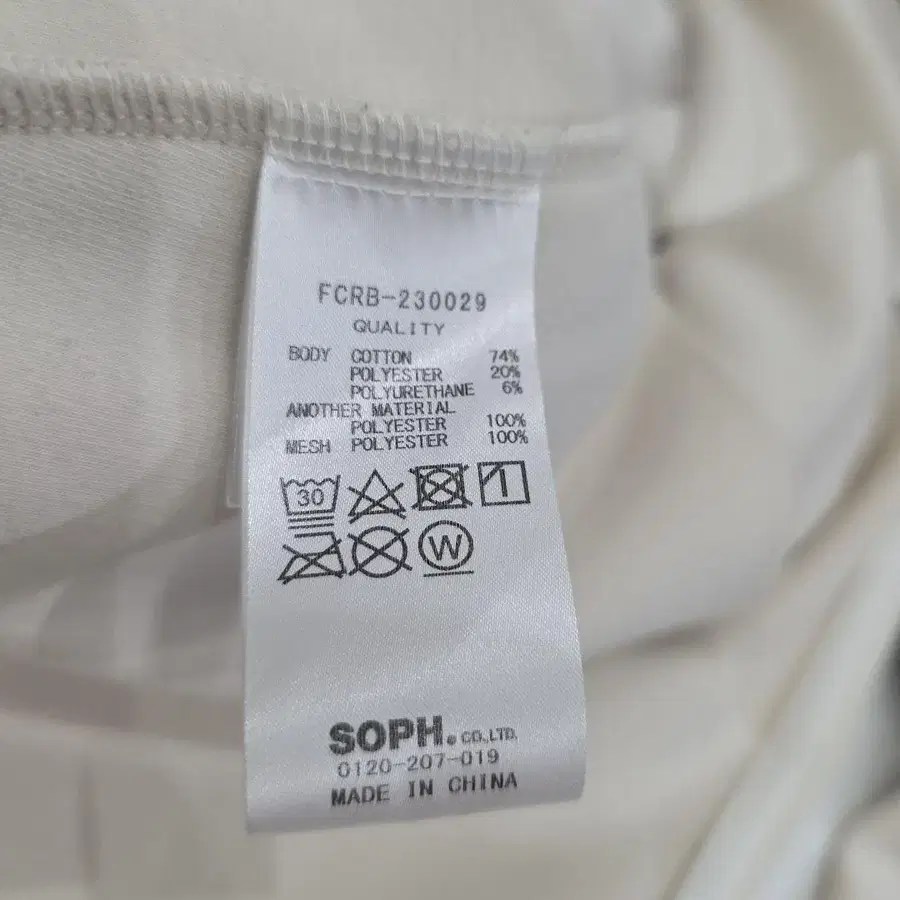 FCRB-230029
QUALITY
BODY COTTON 74%
POLYESTER 20%
POLYURETHANE 6%
ANOTHER MATERIAL
POLYESTER 100%
MESH POLYESTER 100%
30
W
SOPH. CO.,LTD.
0120-207-019
MADE IN CHINA